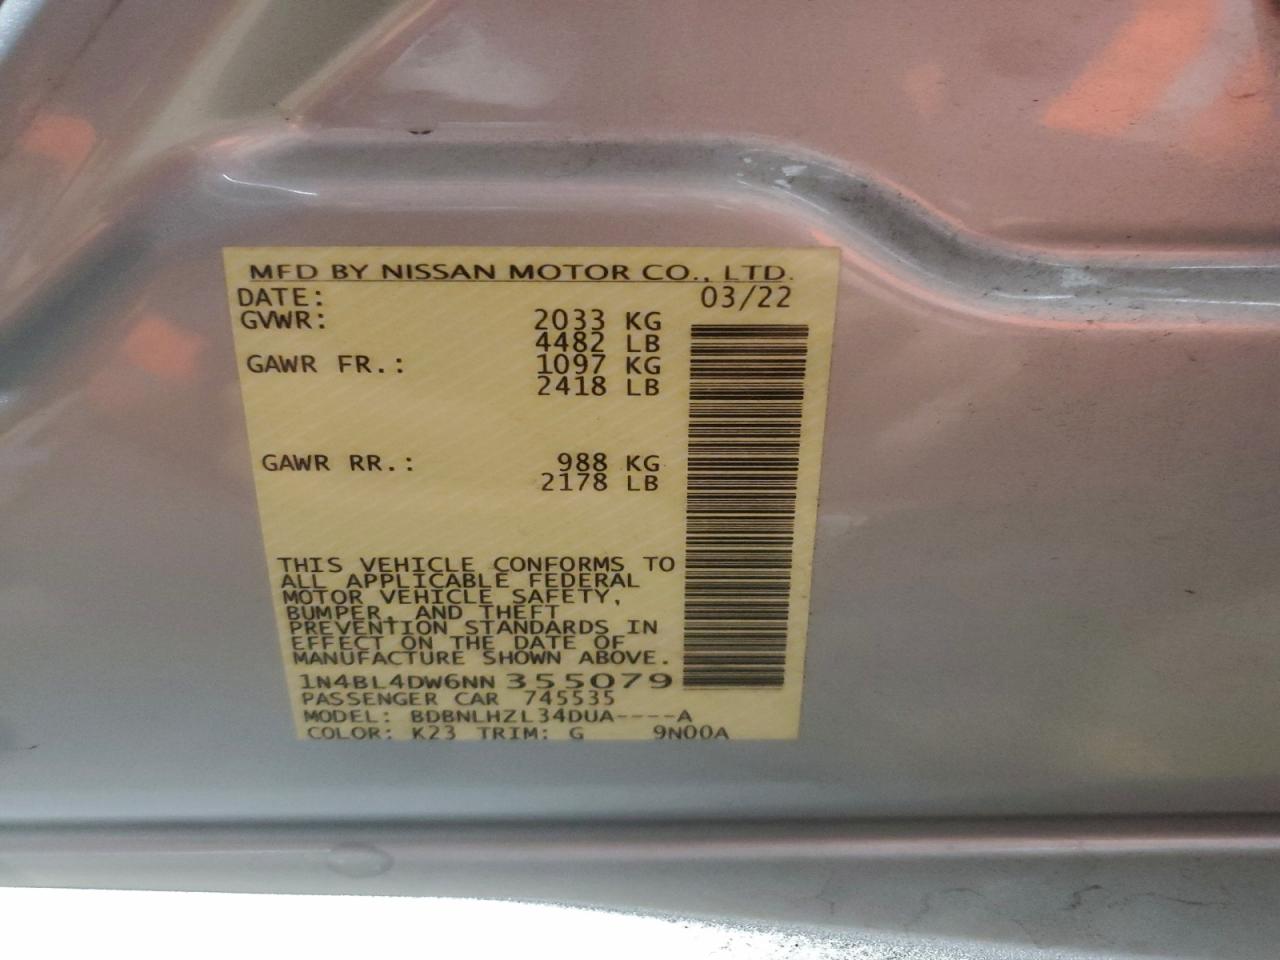 MFD BY NISSAN MOTOR CO., LTD.
DATE: 03/22
GVWR: 2033 KG
4482 LB
GAWR FR.: 1097 KG
2418 LB
GAWR RR.: 988 KG
2178 LB
THIS VEHICLE CONFORMS TO
ALL APPLICABLE FEDERAL
MOTOR VEHICLE SAFETY,
BUMPER, AND THEFT
PREVENTION STANDARDS IN
EFFECT ON THE DATE OF
MANUFACTURE SHOWN ABOVE.
1N4BL4DW6NN 355079
PASSENGER CAR 745535
MODEL: BDBNLHZL34DUA----A
COLOR: K23 TRIM: G 9N00A